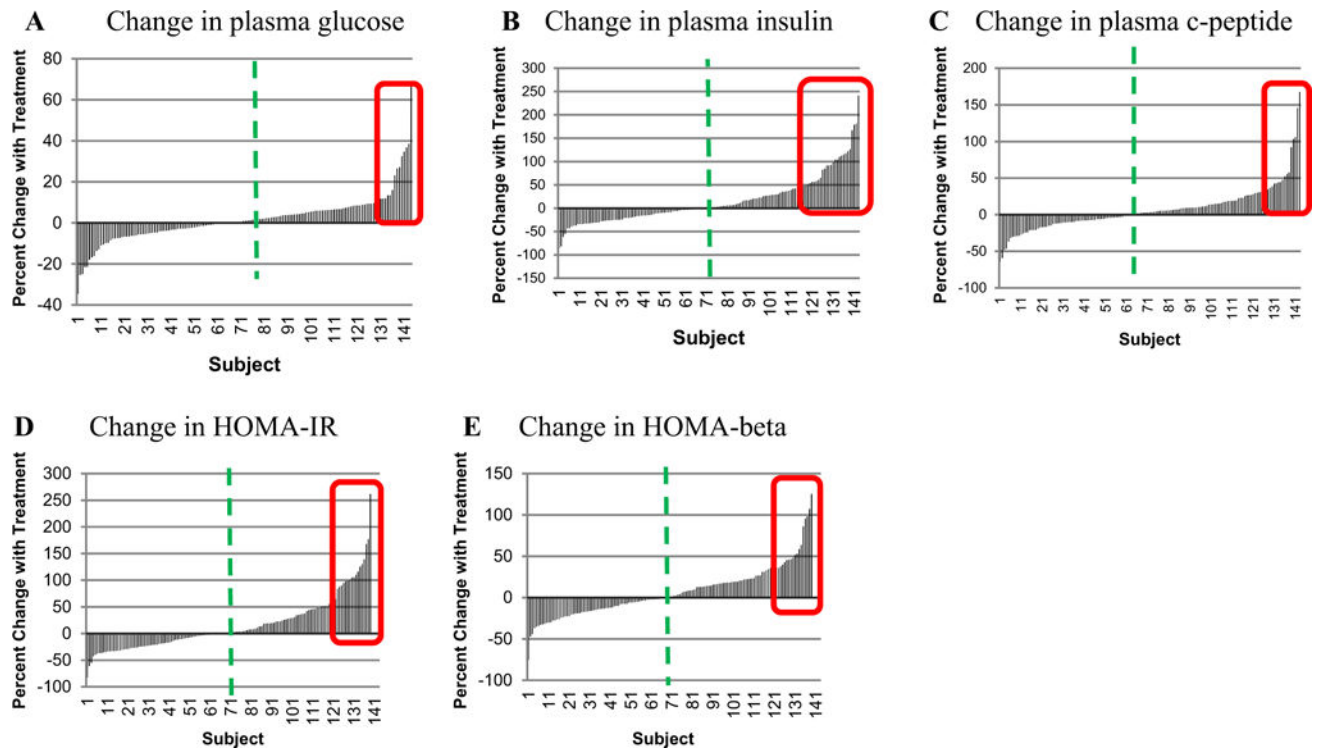 A Change in plasma glucose
Percent Change with Treatment
80
60
40
20
0
-20
-40
1 11 21 31 41 51 61 71 81 91 101 111 121 131 141
Subject
B Change in plasma insulin
Percent Change with Treatment
300
250
200
150
100
50
0
-50
-100
-150
1 11 21 31 41 51 61 71 81 91 101 111 121 131 141
Subject
C Change in plasma c-peptide
Percent Change with Treatment
200
150
100
50
0
-50
-100
1 11 21 31 41 51 61 71 81 91 101 111 121 131 141
Subject
D Change in HOMA-IR
Percent Change with Treatment
300
250
200
150
100
50
0
-50
-100
1 11 21 31 41 51 61 71 81 91 101 111 121 131 141
Subject
E Change in HOMA-beta
Percent Change with Treatment
150
100
50
0
-50
-100
1 11 21 31 41 51 61 71 81 91 101 111 121 131 141
Subject